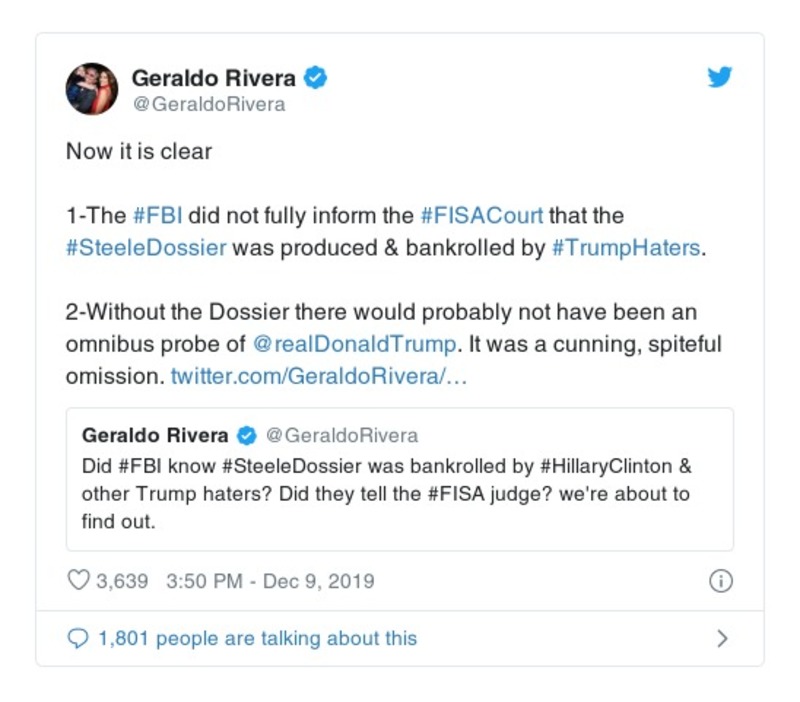 Geraldo Rivera
@GeraldoRivera
Now it is clear
1-The #FBI did not fully inform the #FISACourt that the
#SteeleDossier was produced & bankrolled by #TrumpHaters.
2-Without the Dossier there would probably not have been an
omnibus probe of @realDonaldTrump. It was a cunning, spiteful
omission. twitter.com/GeraldoRivera/…
Geraldo Rivera @GeraldoRivera
Did #FBI know #SteeleDossier was bankrolled by #HillaryClinton &
other Trump haters? Did they tell the #FISA judge? we're about to
find out.
3,639 3:50 PM - Dec 9, 2019
1,801 people are talking about this